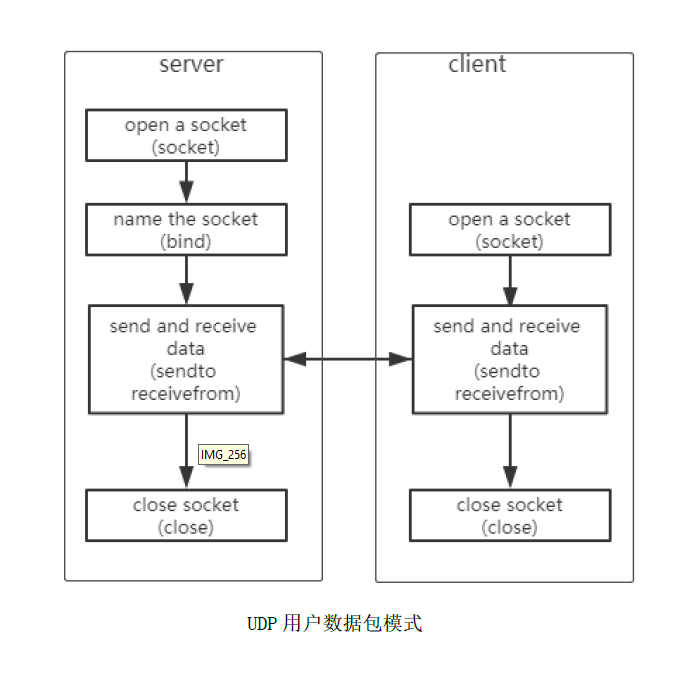 server
open a socket
(socket)
name the socket
(bind)
send and receive
data
(sendto
receivefrom)
IMG_256
close socket
(close)
client
open a socket
(socket)
send and receive
data
(sendto
receivefrom)
close socket
(close)
UDP 用户数据包模式